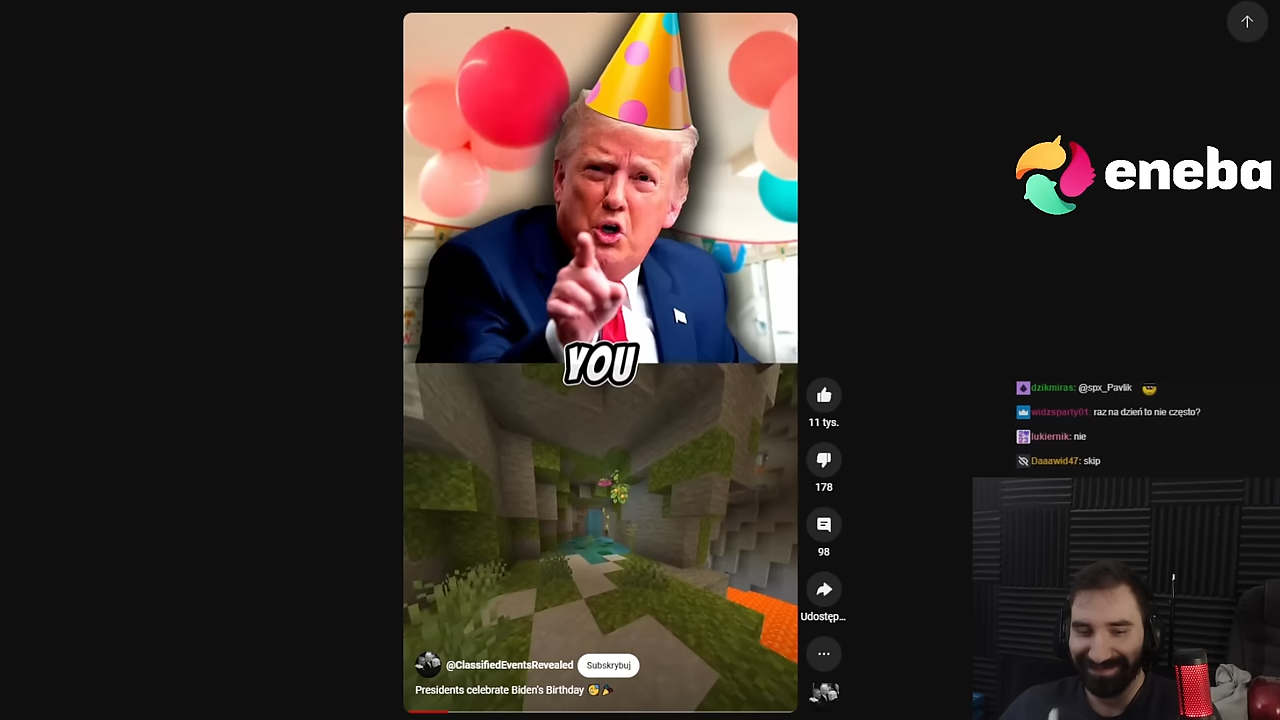 YOU
11 tys.
178
98
Udostęp...
@ClassifiedEventsRevealed Subskrybuj
Presidents celebrate Biden's Birthday
eneba
dzikmiras: @spx_Pavlik
widzsparty01: raz na dzień to nie często?
lukiernik: nie
Daaawid47: skip